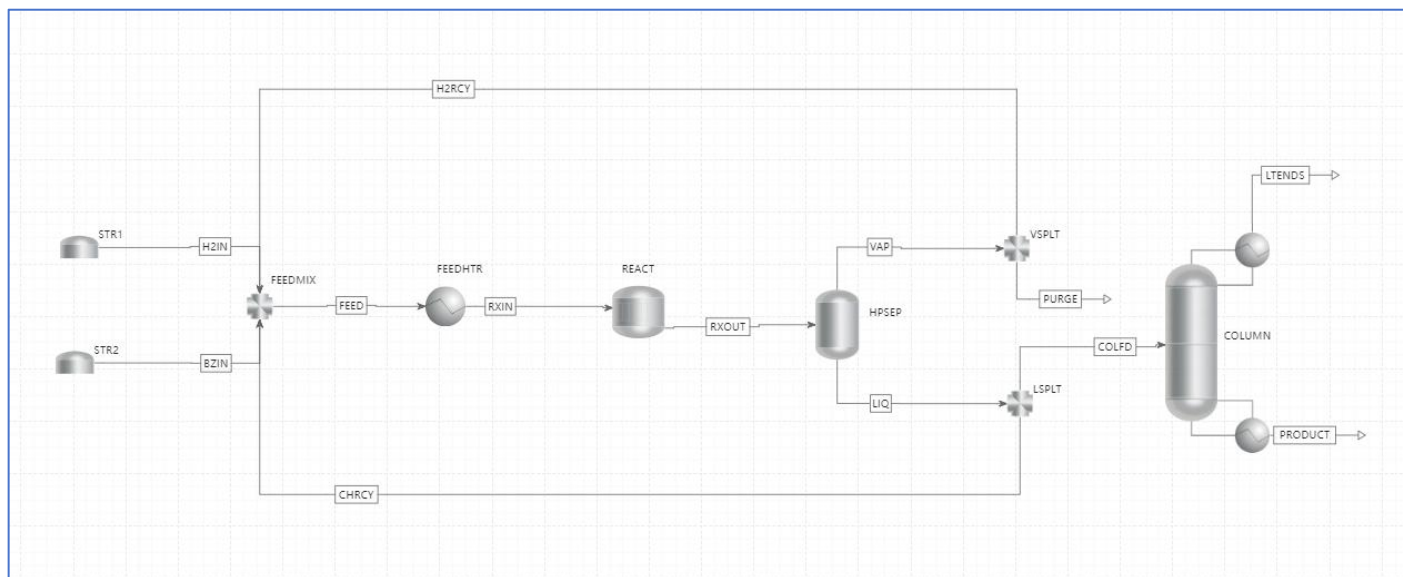 H2RCY
LTENDS
STR1
H2IN
VAP
VSPLT
FEEDMIX
FEEDHTR
REACT
FEED
RXIN
PURGE
HPSEP
RXOUT
COLUMN
STR2
BZIN
COLFD
LIQ
LSPLT
PRODUCT
CHRCY